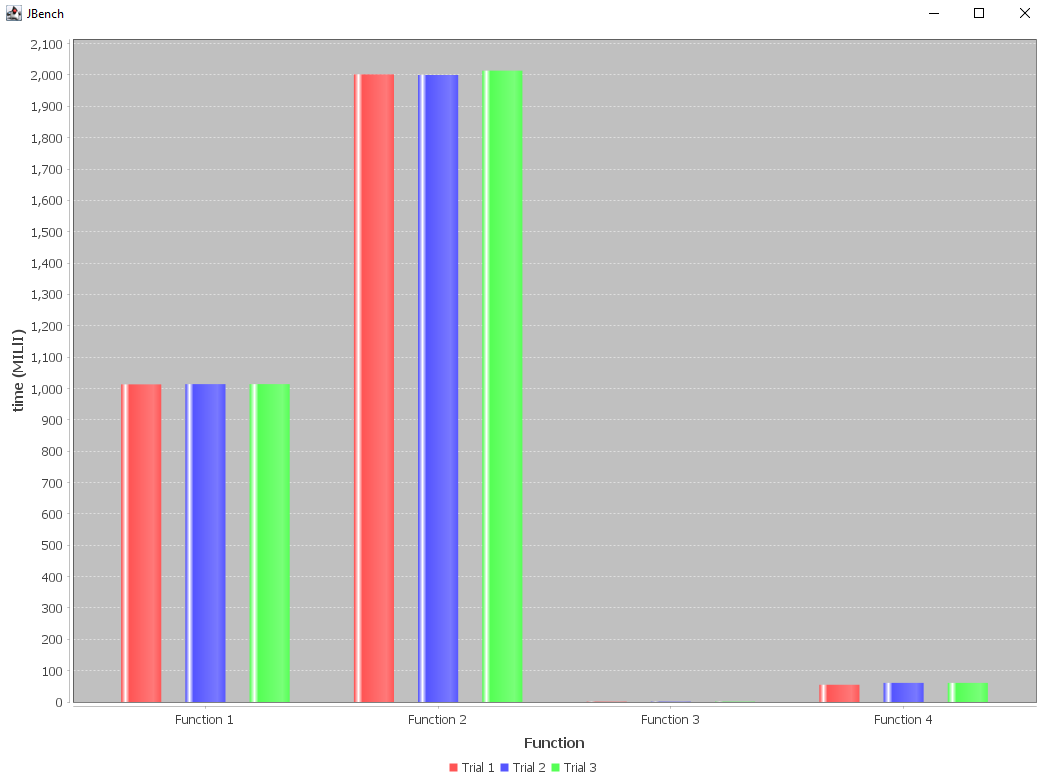 JBench
2,100
2,000
1,900
1,800
1,700
1,600
1,500
1,400
1,300
1,200
1,100
1,000
900
800
700
600
500
400
300
200
100
0
time (MILlI)
Function 1
Function 2
Function 3
Function 4
Function
Trial 1 Trial 2 Trial 3